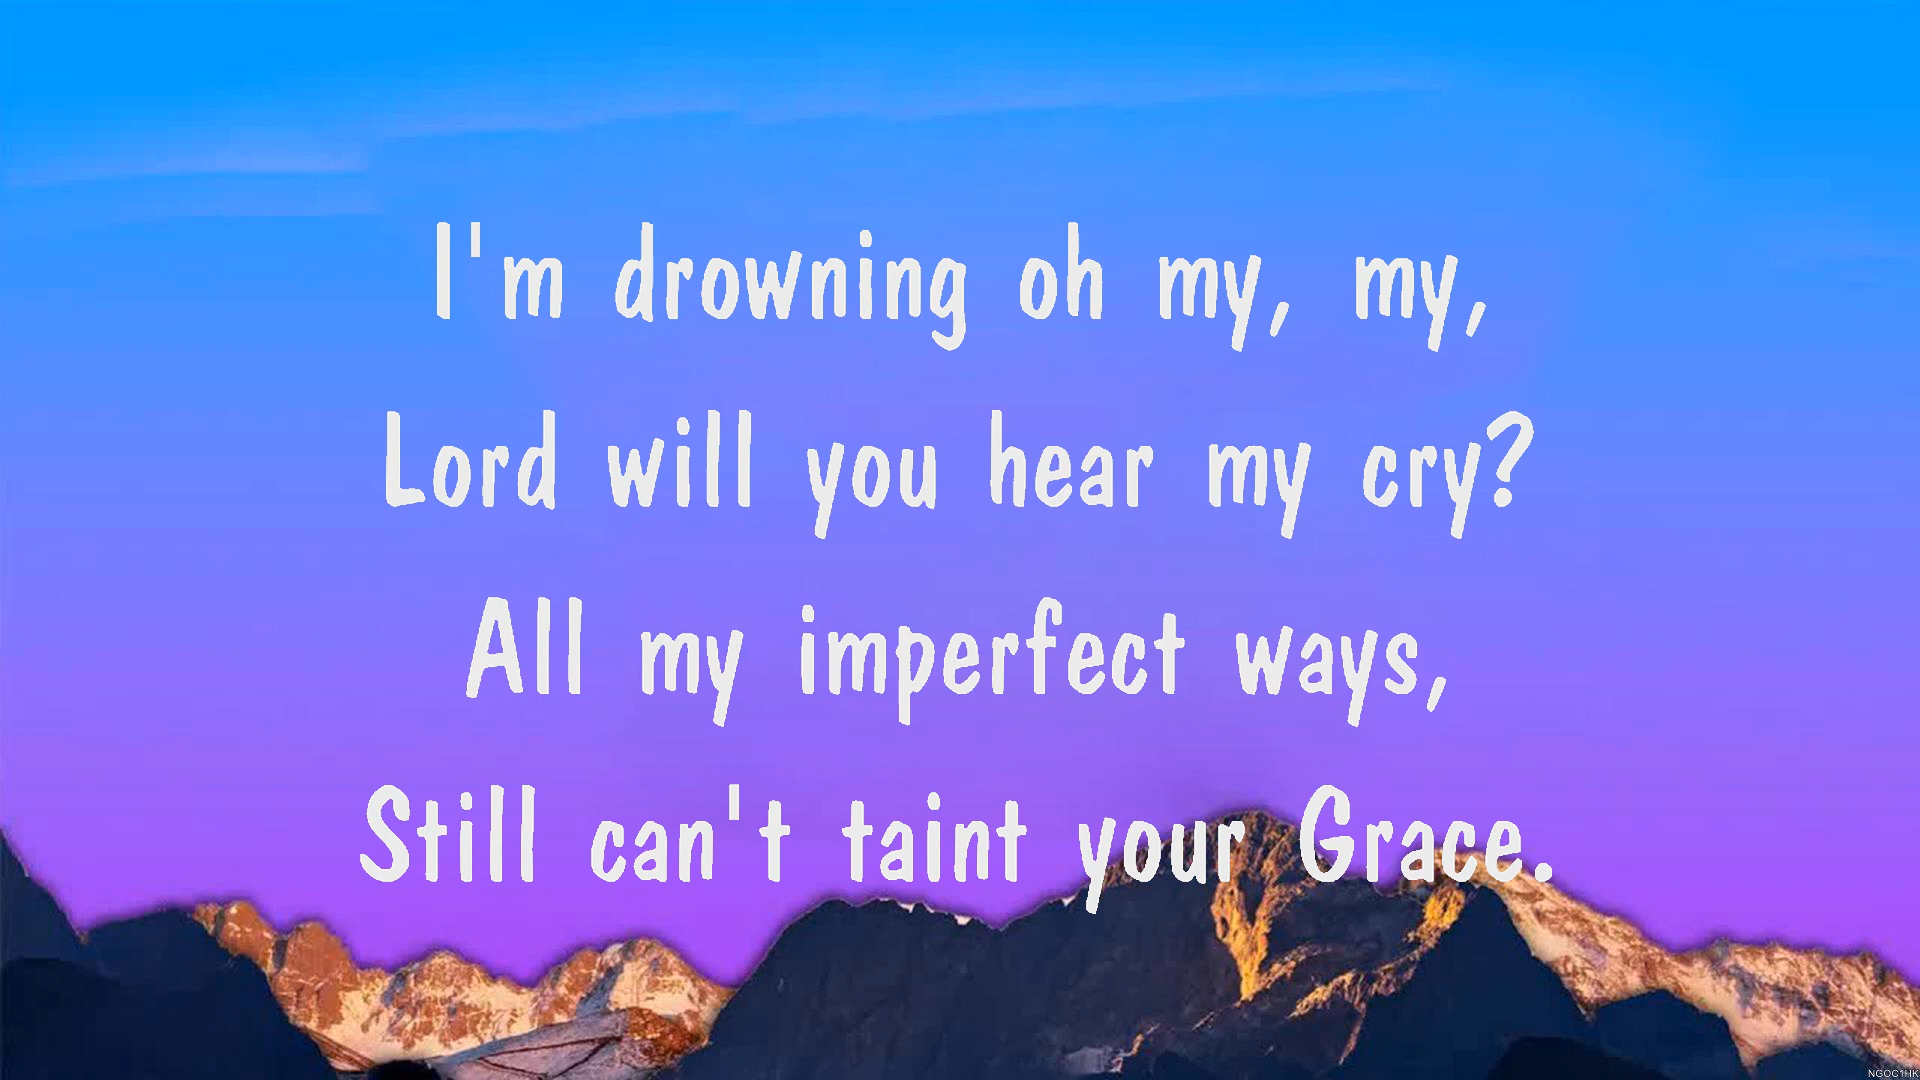 I'm drowning oh my, my,
Lord will you hear my cry?
All my imperfect ways,
Still can't taint your Grace.
NGOC1HK